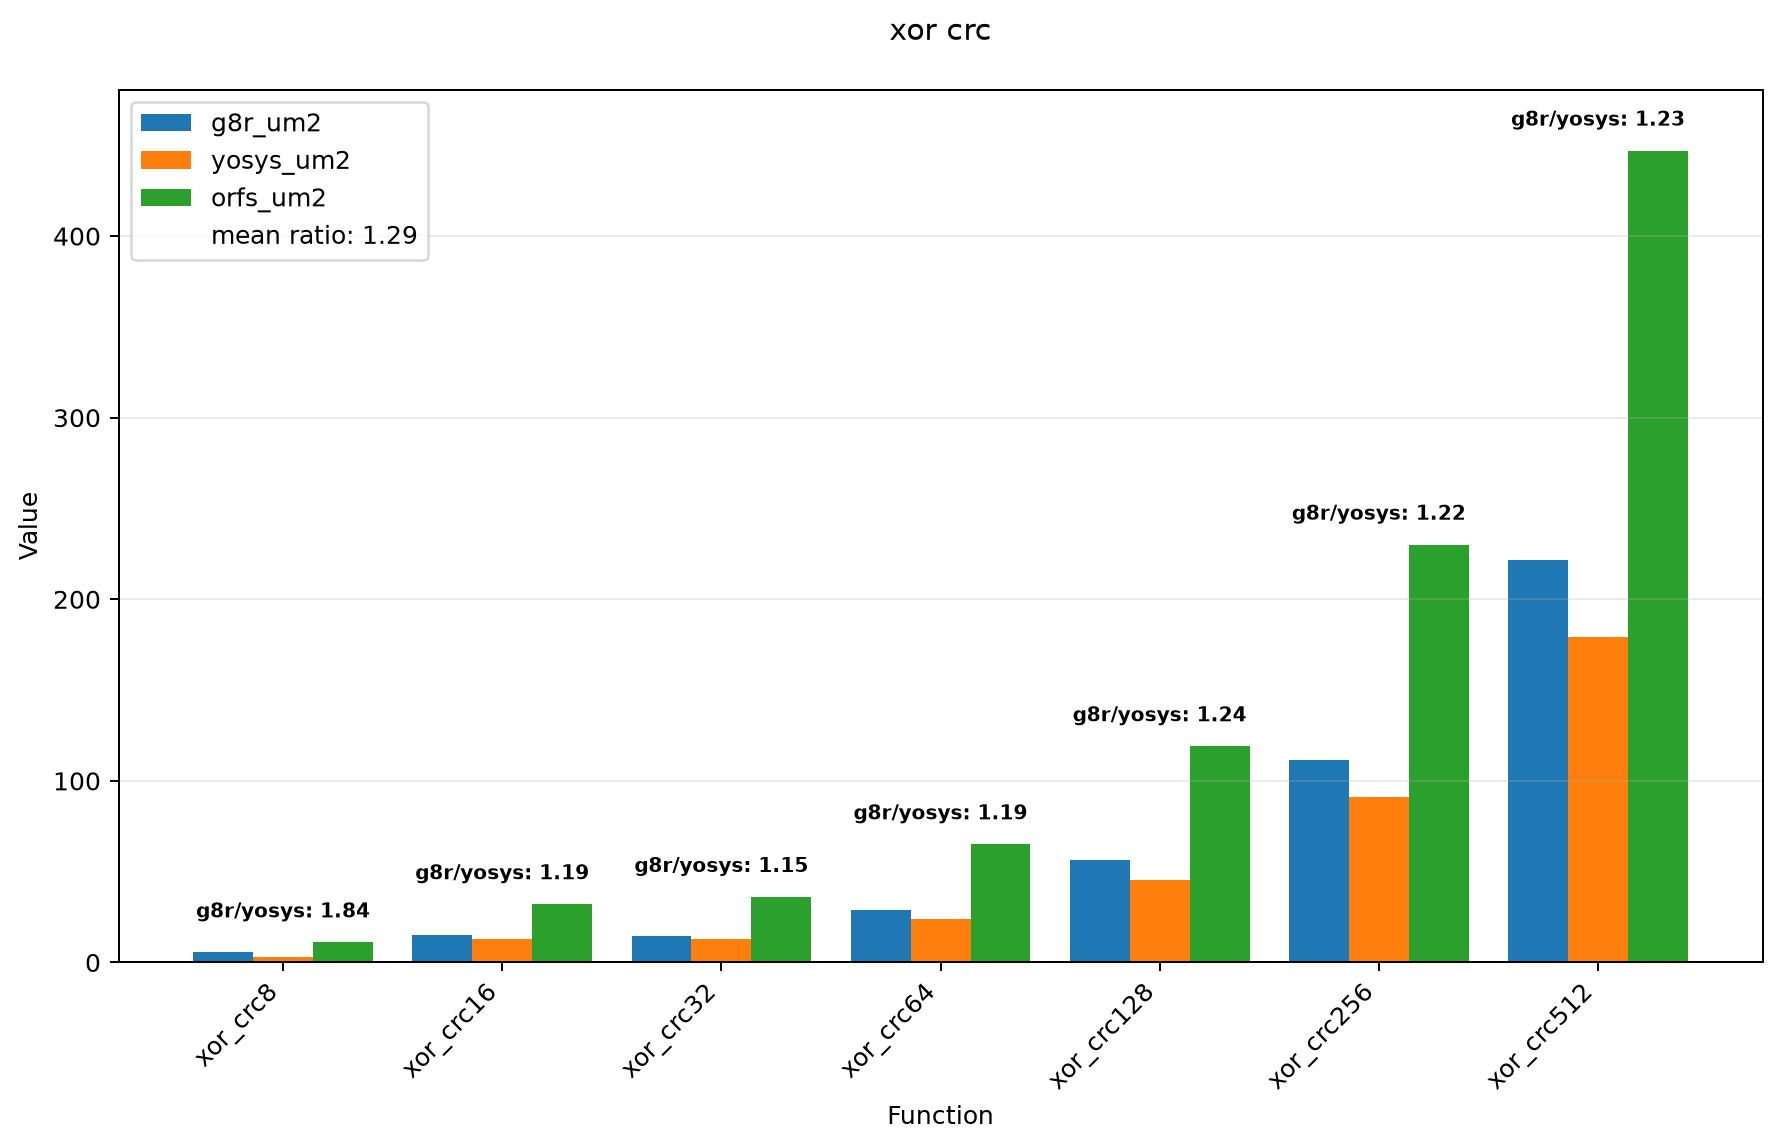 xor crc
g8r_um2
yosys_um2
orfs_um2
mean ratio: 1.29
Value
400
300
200
100
0
g8r/yosys: 1.84
g8r/yosys: 1.19
g8r/yosys: 1.15
g8r/yosys: 1.19
g8r/yosys: 1.24
g8r/yosys: 1.22
g8r/yosys: 1.23
xor_crc8
xor_crc16
xor_crc32
xor_crc64
xor_crc128
xor_crc256
xor_crc512
Function